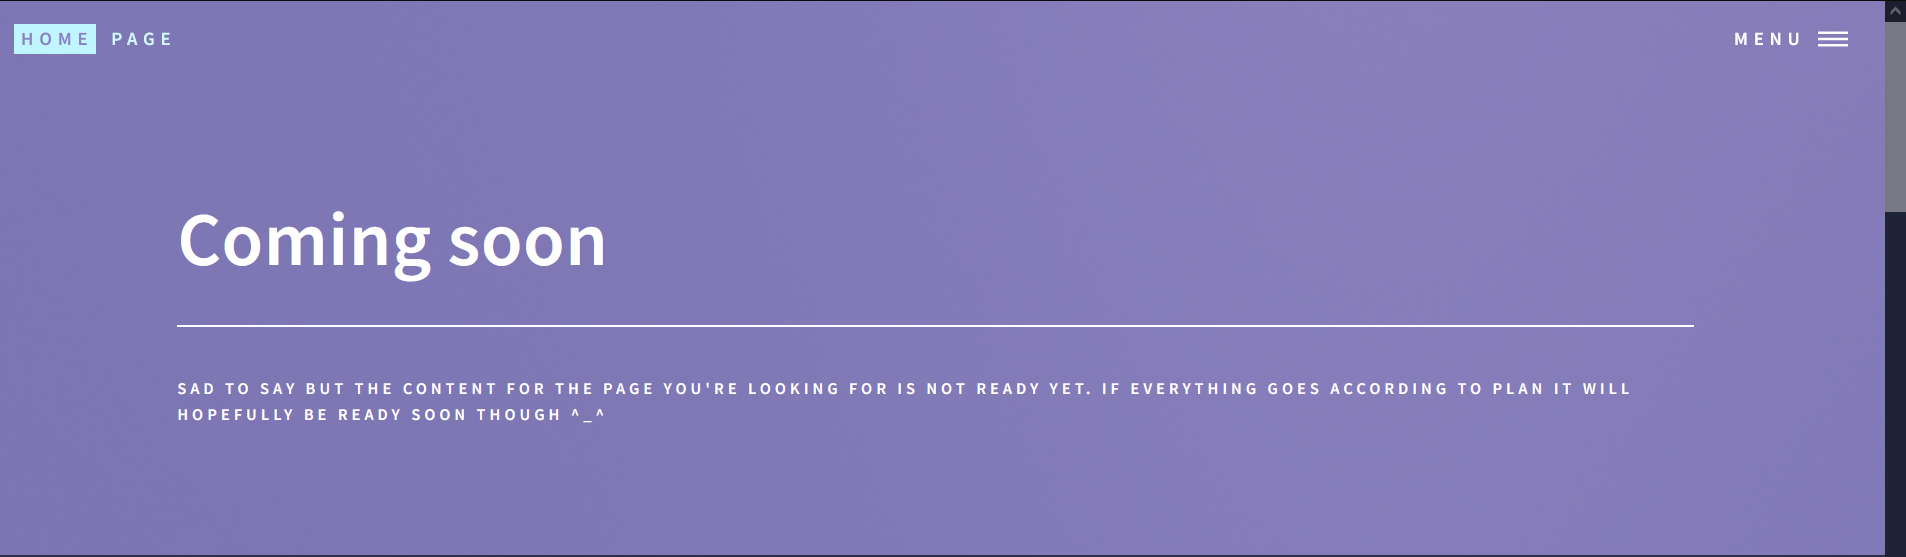 HOME PAGE
MENU
Coming soon
SAD TO SAY BUT THE CONTENT FOR THE PAGE YOU'RE LOOKING FOR IS NOT READY YET. IF EVERYTHING GOES ACCORDING TO PLAN IT WILL
HOPEFULLY BE READY SOON THOUGH ^_^